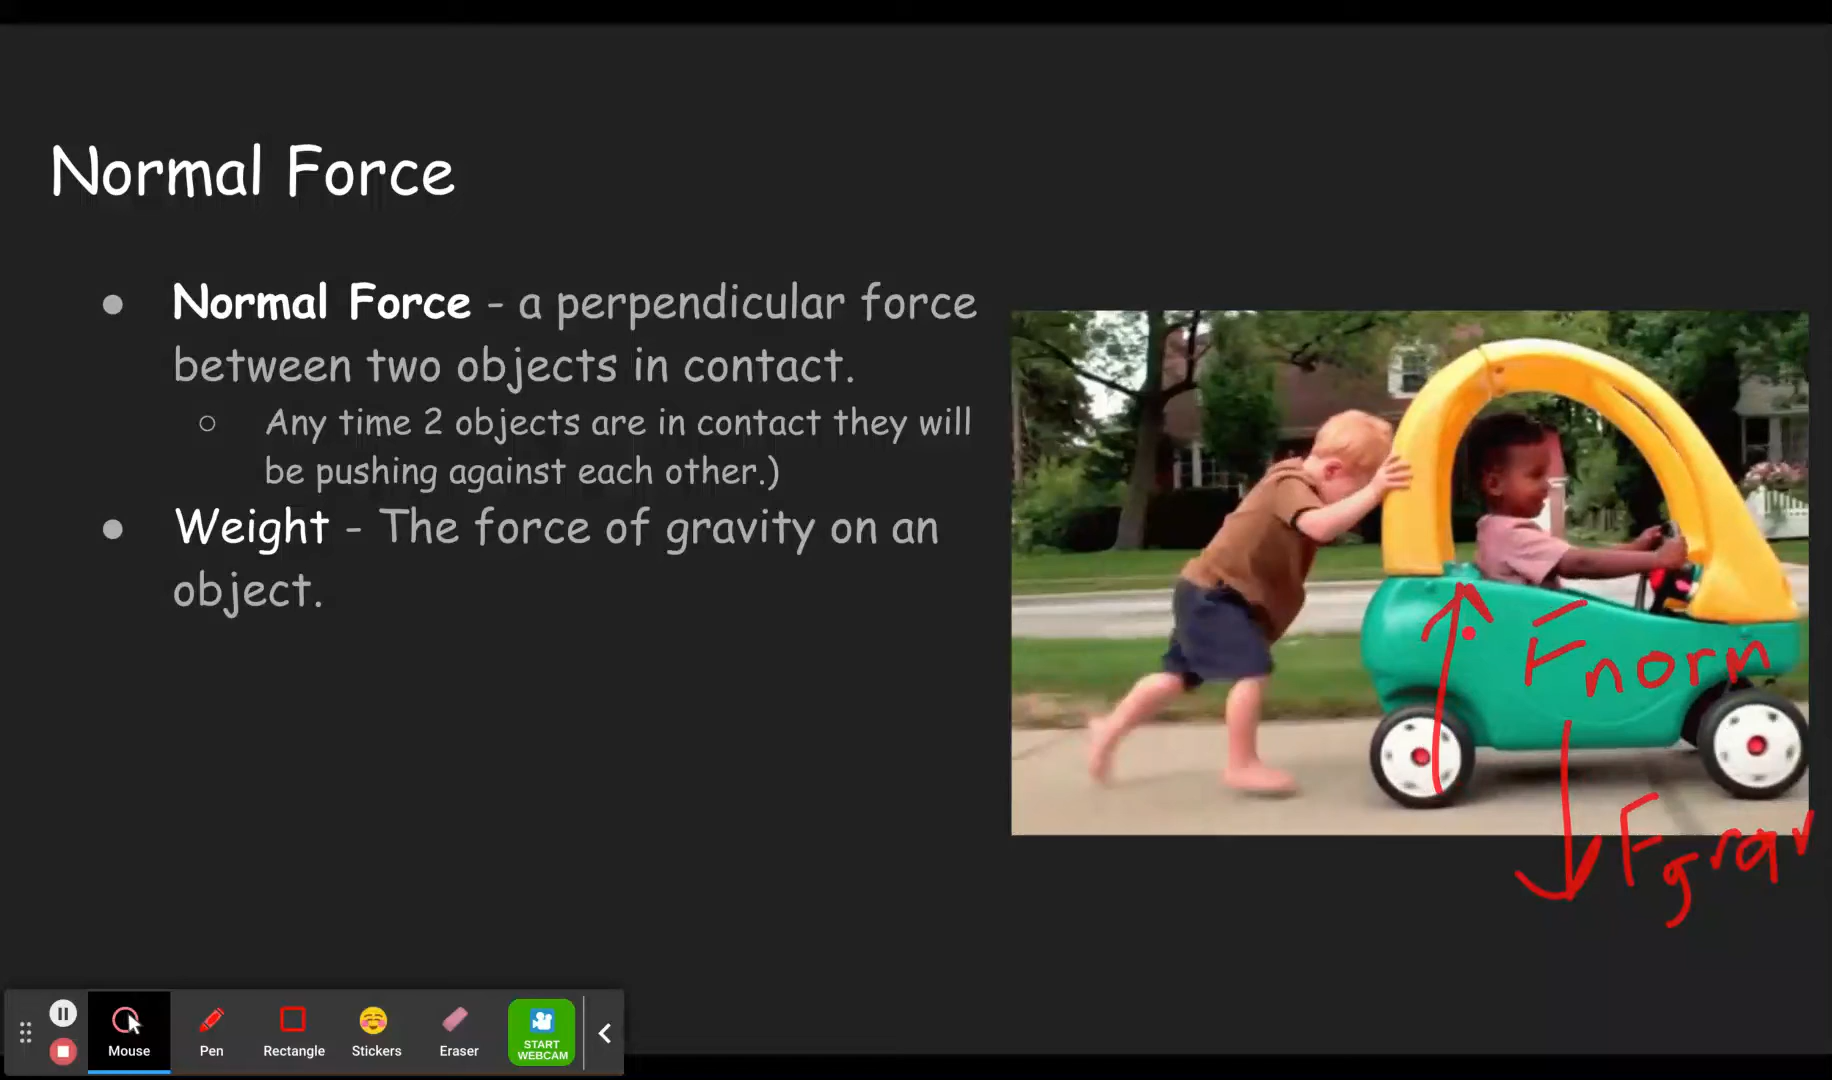 Normal Force
● Normal Force - a perpendicular force
between two objects in contact.
○ Any time 2 objects are in contact they will
be pushing against each other.)
● Weight - The force of gravity on an
object.
Fnorm
Fgrav
Mouse
Pen
Rectangle
Stickers
Eraser
START
WEBCAM